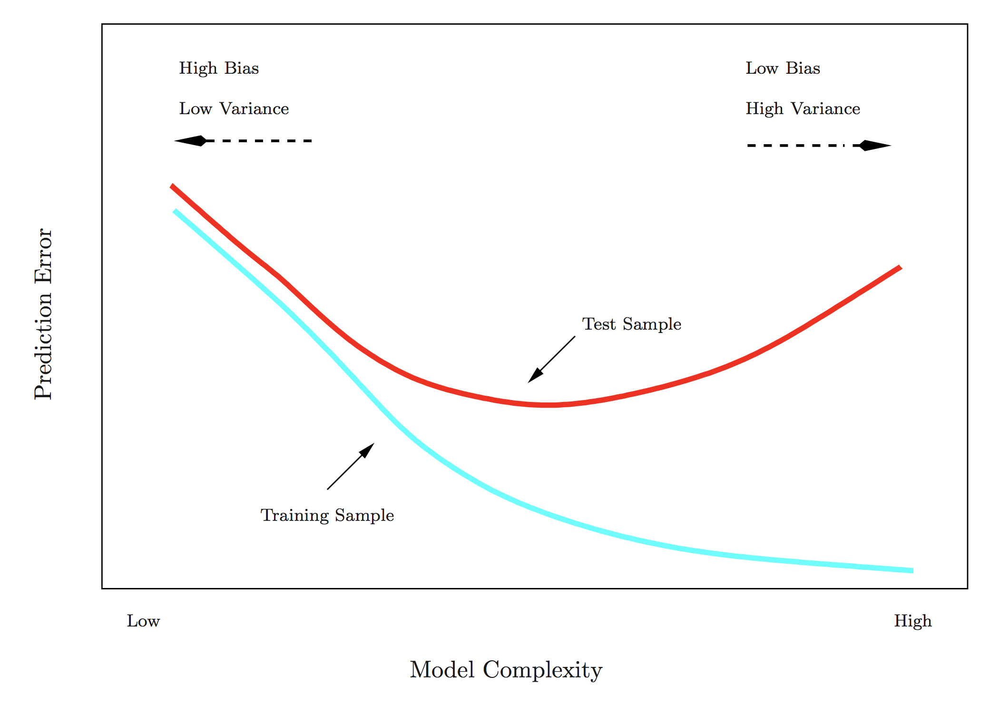 High Bias
Low Variance
Low Bias
High Variance
Prediction Error
Test Sample
Training Sample
Low
High
Model Complexity